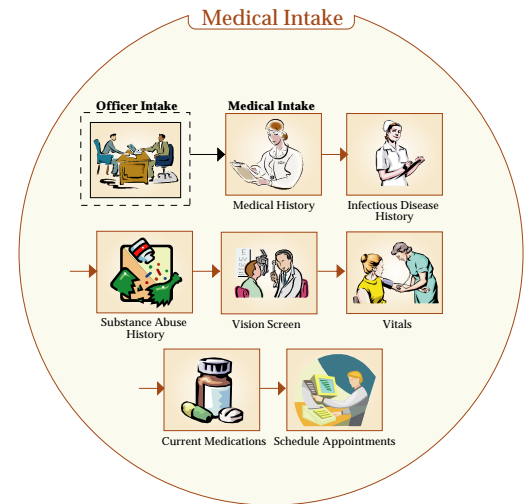 Medical Intake
Officer Intake
Medical Intake
Medical History
Infectious Disease
History
Substance Abuse
History
Vision Screen
Vitals
Current Medications
Schedule Appointments